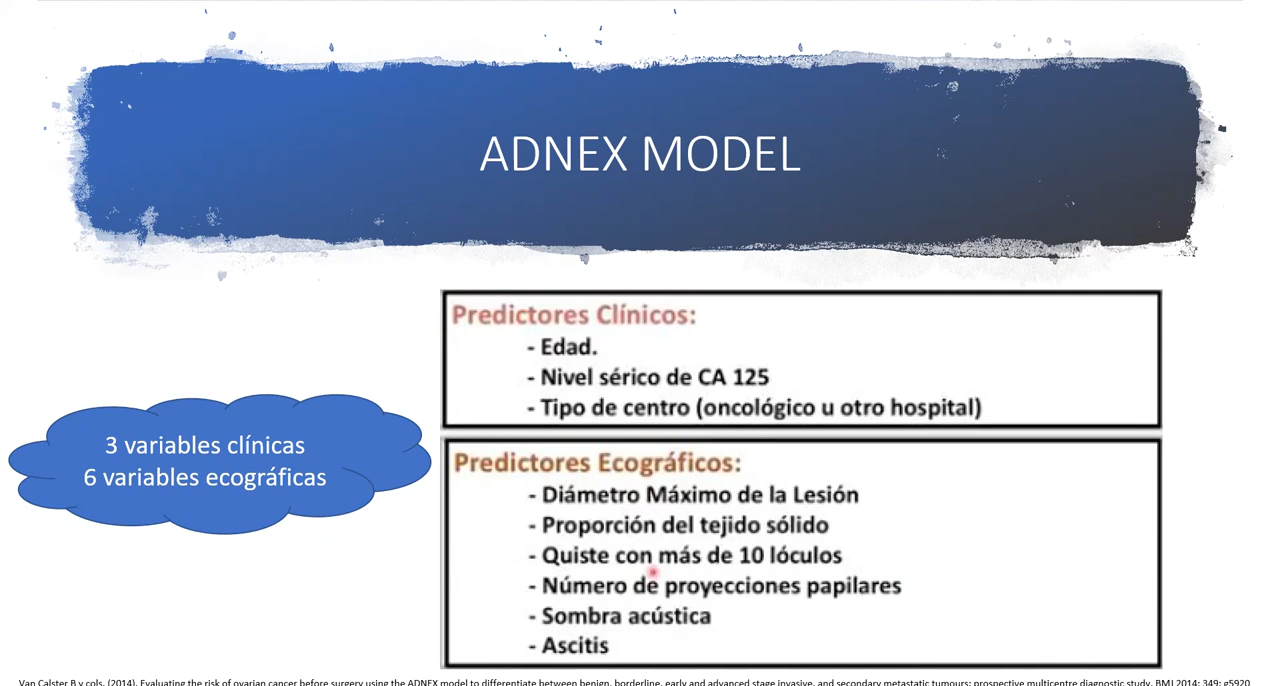 ADNEX MODEL
Predictores Clínicos:
- Edad.
- Nivel sérico de CA 125
- Tipo de centro (oncológico u otro hospital)
3 variables clínicas
6 variables ecográficas
Predictores Ecográficos:
- Diámetro Máximo de la Lesión
- Proporción del tejido sólido
- Quiste con más de 10 lóculos
- Número de proyecciones papilares
- Sombra acústica
- Ascitis
Van Calster B y cols. (2014). Evaluating the risk of ovarian cancer before surgery using the ADNEX model to differentiate between benign, borderline, early and advanced stage invasive, and secondary metastatic tumours: prospective multicentre diagnostic study. BMJ 2014; 349: g5920